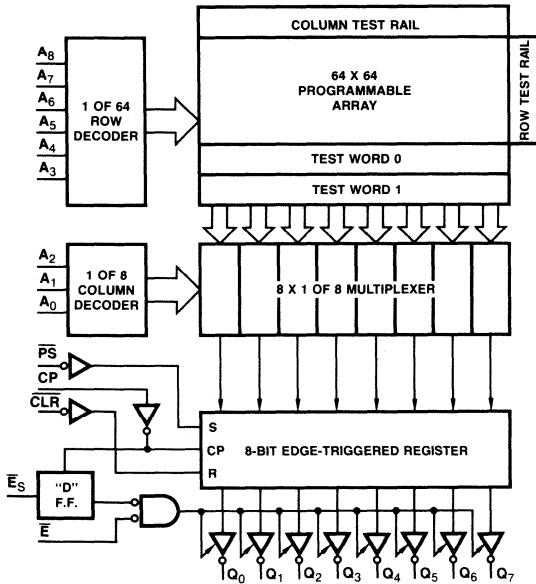 COLUMN TEST RAIL
A8
A7
A6
A5
A4
A3
1 OF 64
ROW
DECODER
64 X 64
PROGRAMMABLE
ARRAY
ROW TEST RAIL
TEST WORD 0
TEST WORD 1
A2
A1
A0
1 OF 8
COLUMN
DECODER
8 X 1 OF 8 MULTIPLEXER
PS
CP
CLR
S
CP
R
8-BIT EDGE-TRIGGERED REGISTER
ES
"D"
F.F.
E
Q0 Q1 Q2 Q3 Q4 Q5 Q6 Q7